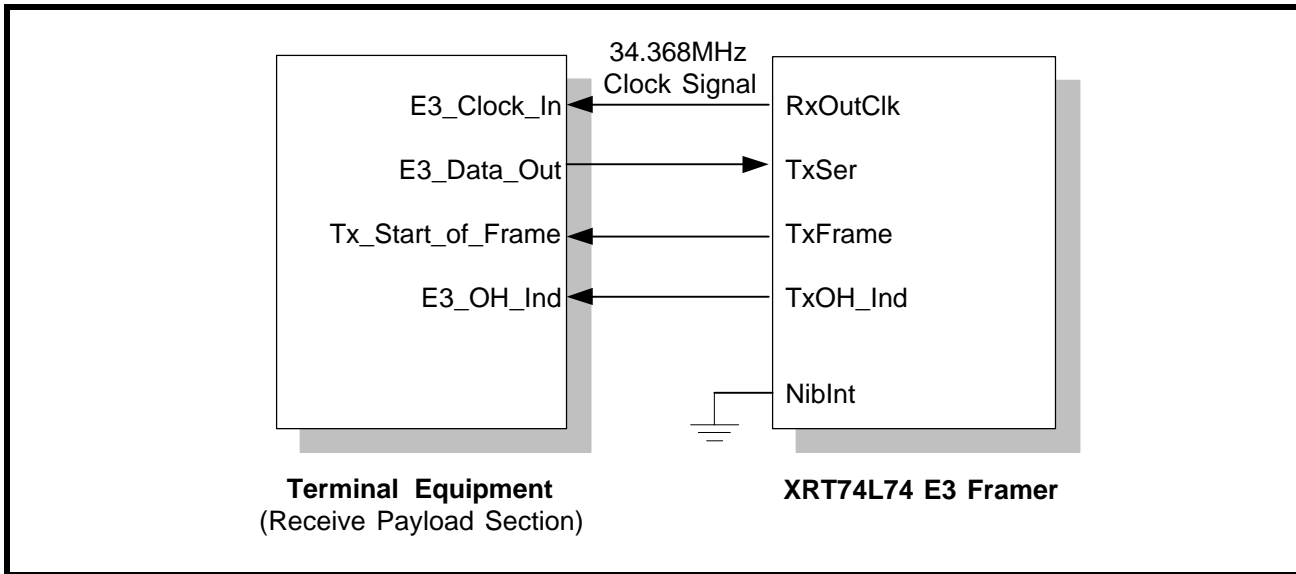 34.368MHz
Clock Signal
E3_Clock_In
RxOutClk
E3_Data_Out
TxSer
Tx_Start_of_Frame
TxFrame
E3_OH_Ind
TxOH_Ind
NibInt
Terminal Equipment
(Receive Payload Section)
XRT74L74 E3 Framer